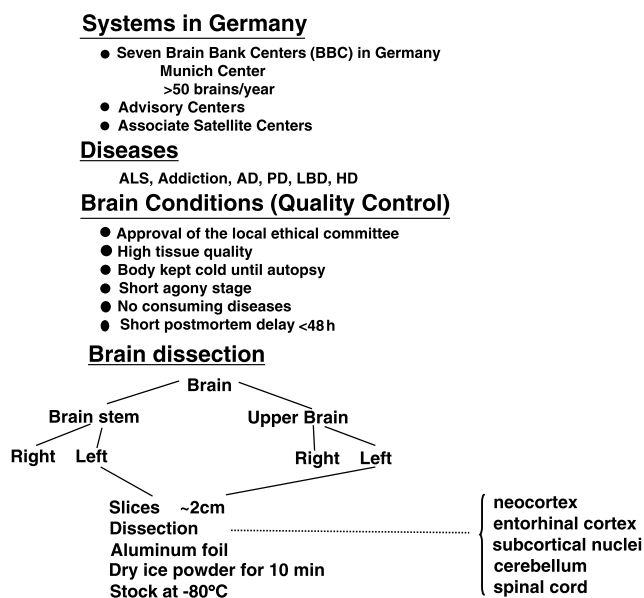 Systems in Germany
● Seven Brain Bank Centers (BBC) in Germany
Munich Center
>50 brains/year
● Advisory Centers
● Associate Satellite Centers
Diseases
ALS, Addiction, AD, PD, LBD, HD
Brain Conditions (Quality Control)
● Approval of the local ethical committee
● High tissue quality
● Body kept cold until autopsy
● Short agony stage
● No consuming diseases
● Short postmortem delay <48 h
Brain dissection
Brain
Brain stem Upper Brain
Right Left Right Left
Slices ~2cm
Dissection
Aluminum foil
Dry ice powder for 10 min
Stock at -80°C
neocortex
entorhinal cortex
subcortical nuclei
cerebellum
spinal cord